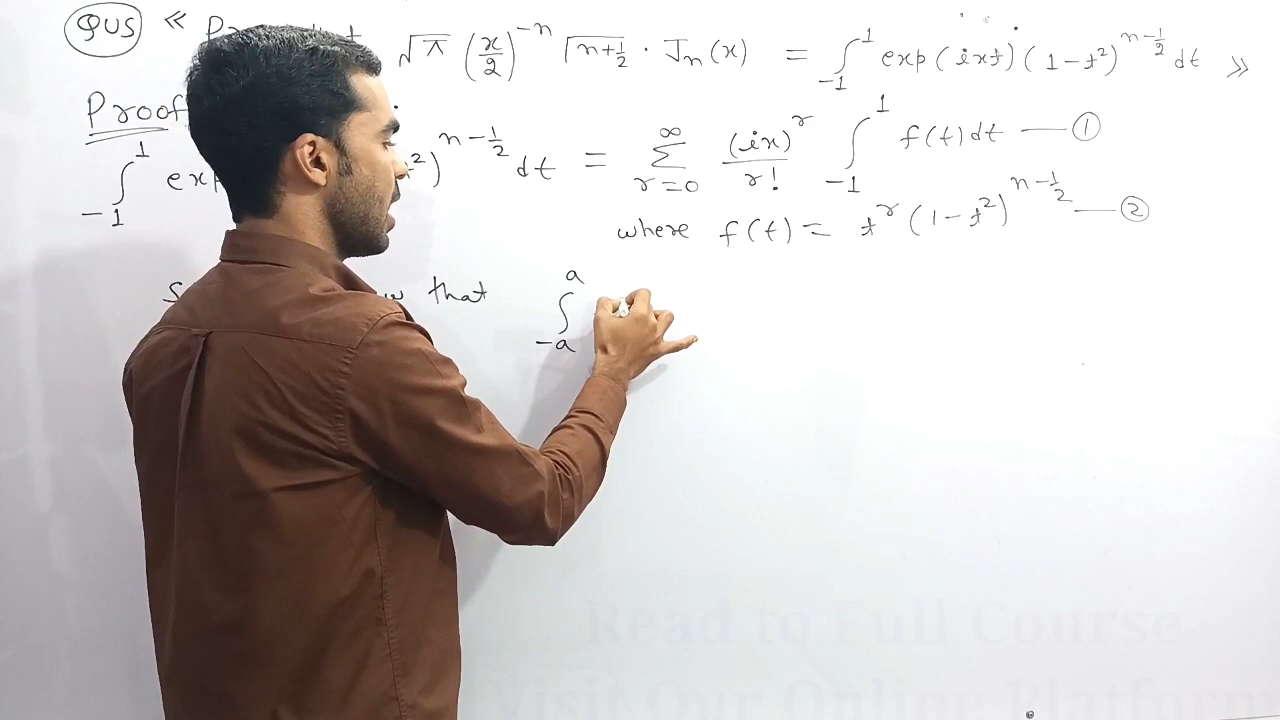 QUS « √π (x/2)^{-n} Γ(n+1/2) · J_n(x) = ∫_{-1}^{1} exp(ixt)(1-t²)^{n-1/2} dt »
Proof
∫_{-1}^{1} t²)^{n-1/2} dt = Σ_{r=0}^{∞} (ix)^r/r! ∫_{-1}^{1} f(t)dt —— ①
where f(t) = t^r (1-t²)^{n-1/2} —— ②
that ∫_{-a}^{a}
Read to Full Course
Visit Our Online Platform